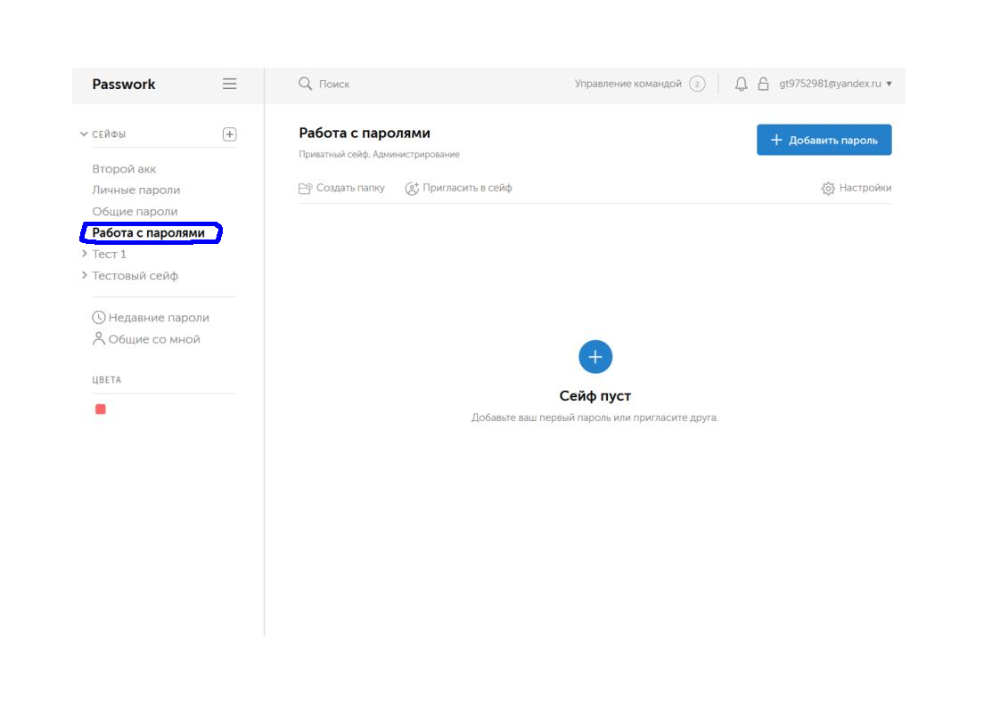 Passwork
Поиск
Управление командой 2
gt9752981@yandex.ru
СЕЙФЫ
Второй акк
Личные пароли
Общие пароли
Работа с паролями
Тест 1
Тестовый сейф
Недавние пароли
Общие со мной
ЦВЕТА
Работа с паролями
Приватный сейф, Администрирование
Добавить пароль
Создать папку
Пригласить в сейф
Настройки
Сейф пуст
Добавьте ваш первый пароль или пригласите друга.